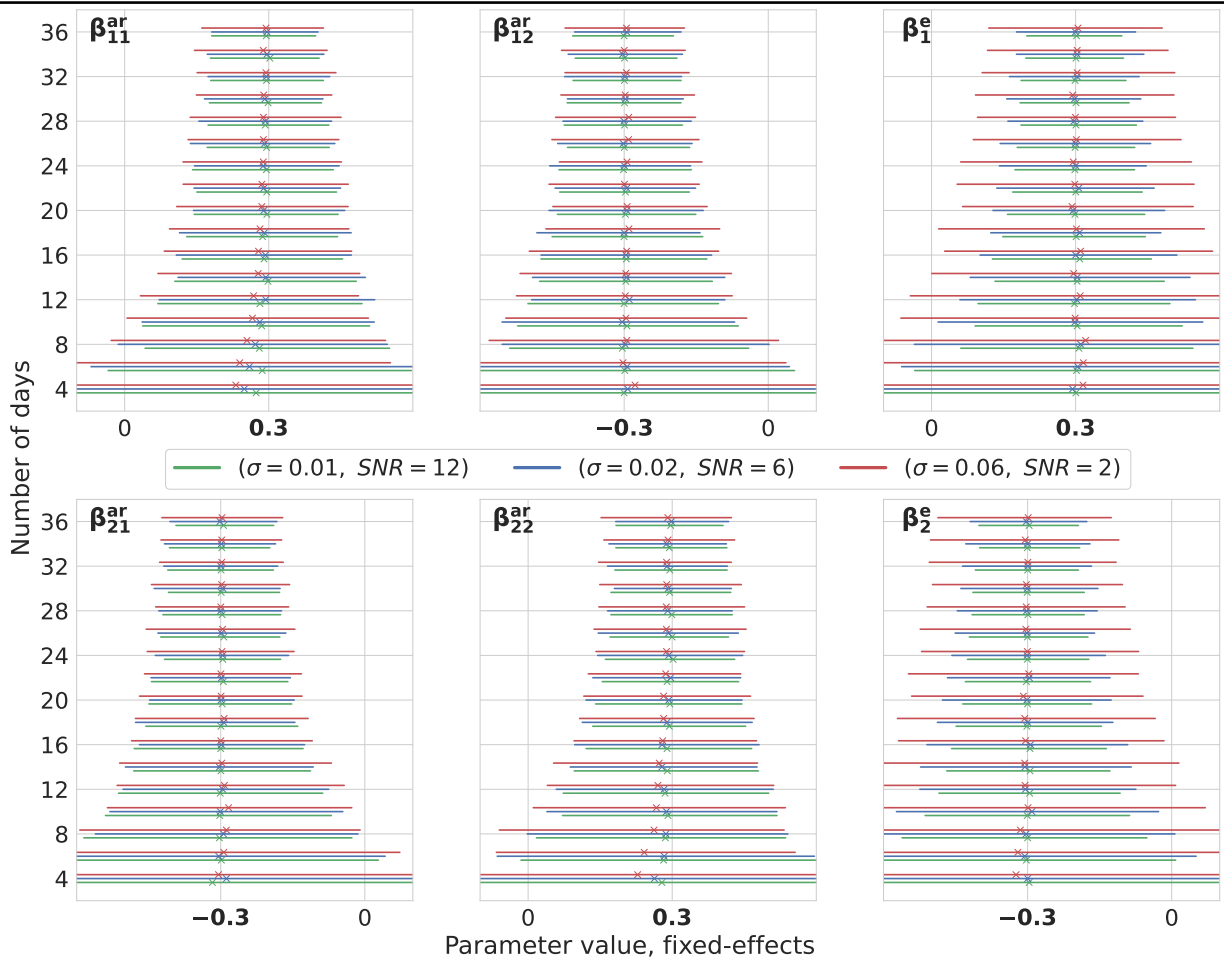 β₁₁ᵃʳ
β₁₂ᵃʳ
β₁ᵉ
36
32
28
24
20
16
12
8
4
0 0.3
−0.3 0
0 0.3
Number of days
(σ = 0.01, SNR = 12) (σ = 0.02, SNR = 6) (σ = 0.06, SNR = 2)
β₂₁ᵃʳ
β₂₂ᵃʳ
β₂ᵉ
36
32
28
24
20
16
12
8
4
−0.3 0
0 0.3
−0.3 0
Parameter value, fixed-effects